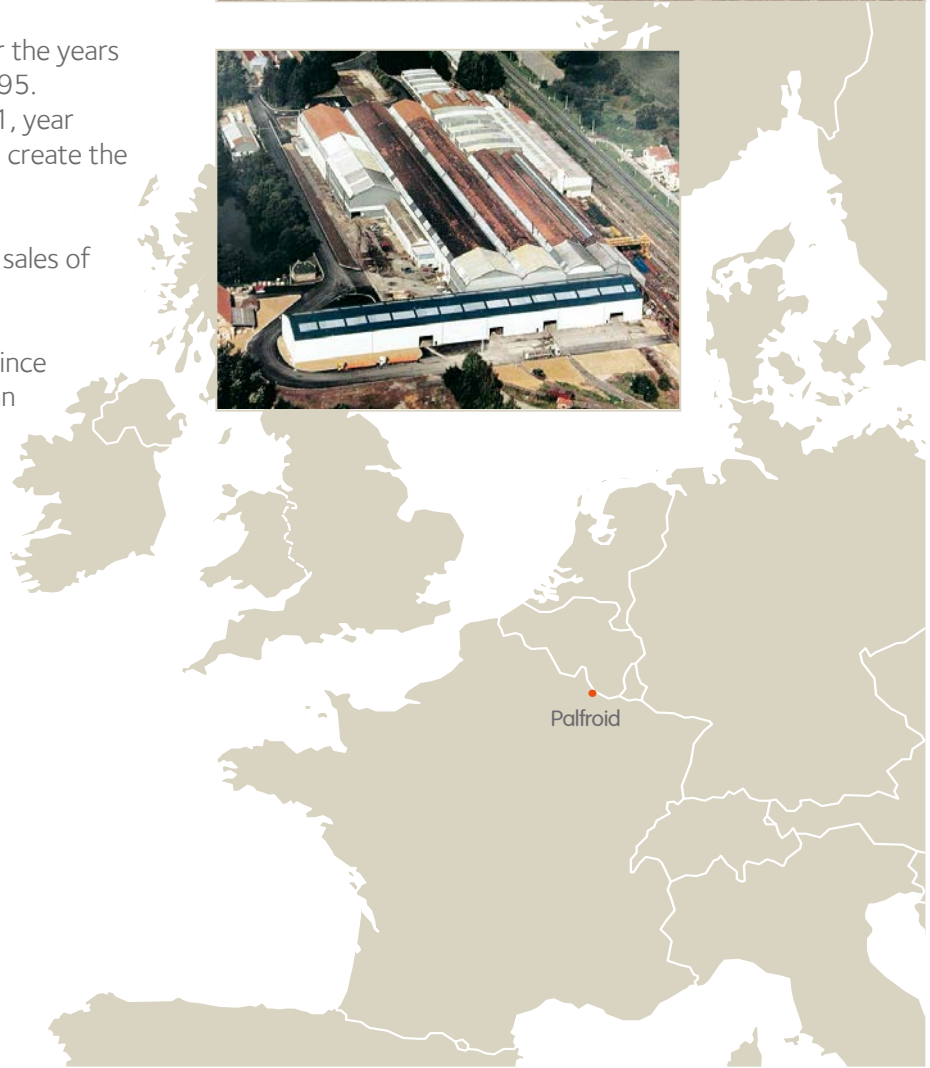 r the years
95.
1, year
create the
sales of
ince
n
Palfroid